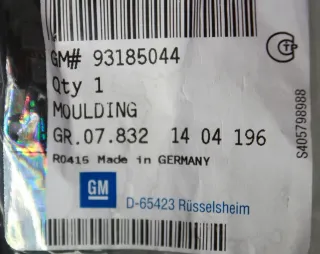 GM# 93185044
Qty 1
MOULDING
GR.07.832 14 04 196
R0416 Made in GERMANY
GM
D-65423 Rüsselsheim
S405798988